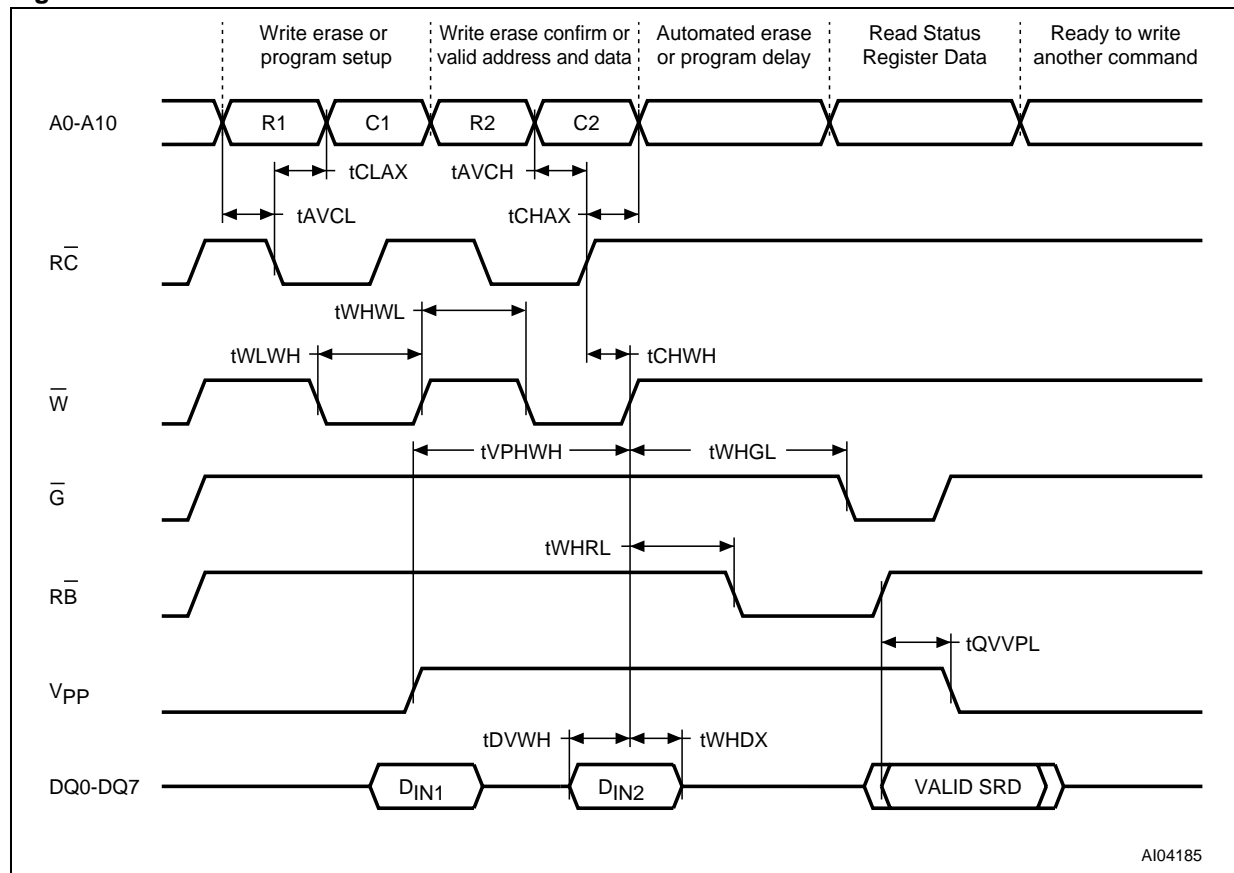 Write erase or
program setup
Write erase confirm or
valid address and data
Automated erase
or program delay
Read Status
Register Data
Ready to write
another command
A0-A10
R1
C1
R2
C2
tCLAX
tAVCH
tAVCL
tCHAX
RC̅
tWHWL
tWLWH
tCHWH
W̅
tVPHWH
tWHGL
G̅
tWHRL
RB̅
tQVVPL
VPP
tDVWH
tWHDX
DQ0-DQ7
DIN1
DIN2
VALID SRD
AI04185